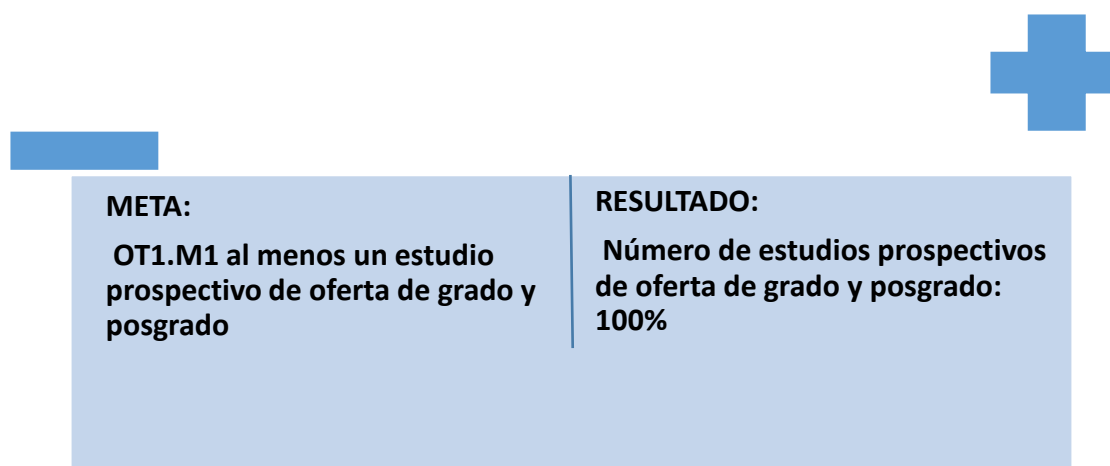 META:
OT1.M1 al menos un estudio
prospectivo de oferta de grado y
posgrado
RESULTADO:
Número de estudios prospectivos
de oferta de grado y posgrado:
100%